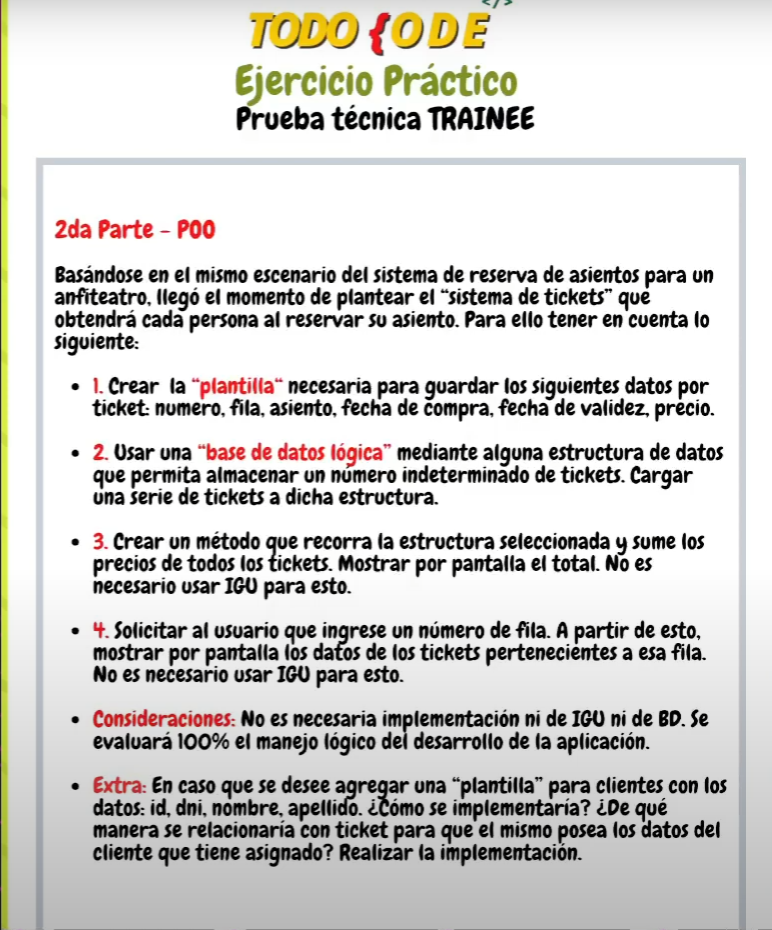 </>
TODO {ODE
Ejercicio Práctico
Prueba técnica TRAINEE
2da Parte - POO
Basándose en el mismo escenario del sistema de reserva de asientos para un
anfiteatro, llegó el momento de plantear el "sistema de tickets" que
obtendrá cada persona al reservar su asiento. Para ello tener en cuenta lo
siguiente:
• 1. Crear la "plantilla" necesaria para guardar los siguientes datos por
ticket: numero, fila, asiento, fecha de compra, fecha de validez, precio.
• 2. Usar una "base de datos lógica" mediante alguna estructura de datos
que permita almacenar un número indeterminado de tickets. Cargar
una serie de tickets a dicha estructura.
• 3. Crear un método que recorra la estructura seleccionada y sume los
precios de todos los tickets. Mostrar por pantalla el total. No es
necesario usar IGU para esto.
• 4. Solicitar al usuario que ingrese un número de fila. A partir de esto,
mostrar por pantalla los datos de los tickets pertenecientes a esa fila.
No es necesario usar IGU para esto.
• Consideraciones: No es necesaria implementación ni de IGU ni de BD. Se
evaluará 100% el manejo lógico del desarrollo de la aplicación.
• Extra: En caso que se desee agregar una "plantilla" para clientes con los
datos: id, dni, nombre, apellido. ¿Cómo se implementaría? ¿De qué
manera se relacionaría con ticket para que el mismo posea los datos del
cliente que tiene asignado? Realizar la implementación.